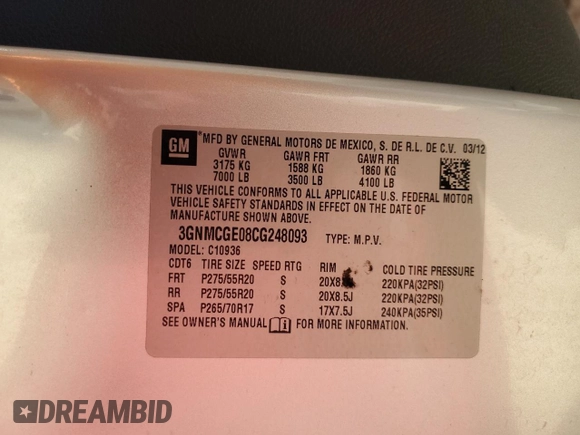 GM MFD BY GENERAL MOTORS DE MEXICO, S. DE R.L. DE C.V. 03/12
GVWR GAWR FRT GAWR RR
3175 KG 1588 KG 1860 KG
7000 LB 3500 LB 4100 LB
THIS VEHICLE CONFORMS TO ALL APPLICABLE U.S. FEDERAL MOTOR
VEHICLE SAFETY STANDARDS IN EFFECT ON THE DATE OF
MANUFACTURE SHOWN ABOVE.
3GNMCGE08CG248093 TYPE: M.P.V.
MODEL: C10936
CDT6 TIRE SIZE SPEED RTG RIM COLD TIRE PRESSURE
FRT P275/55R20 S 220KPA(32PSI)
RR P275/55R20 S 20X8.5J 220KPA(32PSI)
SPA P265/70R17 S 17X7.5J 240KPA(35PSI)
SEE OWNER'S MANUAL FOR MORE INFORMATION.
DREAMBID